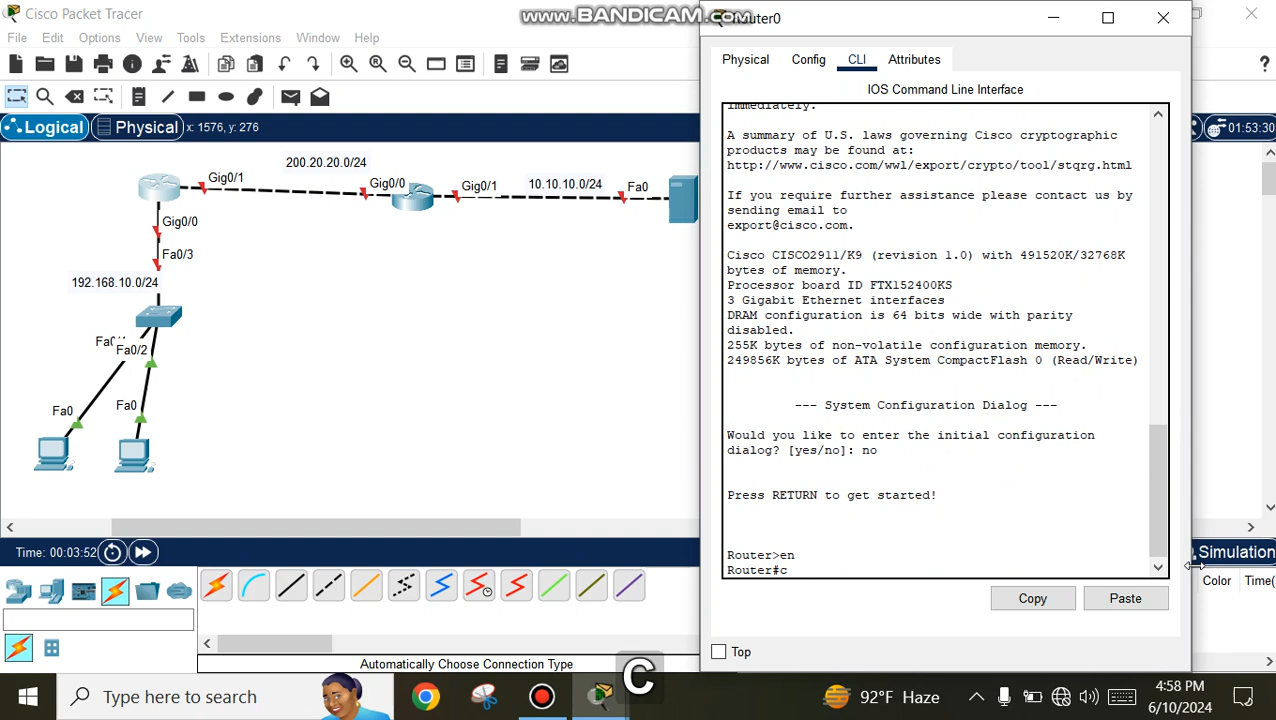 Cisco Packet Tracer
www.BANDICAM.com
Router0
File Edit Options View Tools Extensions Window Help
Physical Config CLI Attributes
IOS Command Line Interface
Logical Physical x: 1576, y: 276
01:53:30
immediately.
A summary of U.S. laws governing Cisco cryptographic
products may be found at:
http://www.cisco.com/wwl/export/crypto/tool/stqrg.html
If you require further assistance please contact us by
sending email to
export@cisco.com.
Cisco CISCO2911/K9 (revision 1.0) with 491520K/32768K
bytes of memory.
Processor board ID FTX152400KS
3 Gigabit Ethernet interfaces
DRAM configuration is 64 bits wide with parity
disabled.
255K bytes of non-volatile configuration memory.
249856K bytes of ATA System CompactFlash 0 (Read/Write)
--- System Configuration Dialog ---
Would you like to enter the initial configuration
dialog? [yes/no]: no
Press RETURN to get started!
Router>en
Router#c
200.20.20.0/24
Gig0/1 Gig0/0 Gig0/1 10.10.10.0/24 Fa0
Gig0/0
Fa0/3
192.168.10.0/24
Fa0/2
Fa0 Fa0
Time: 00:03:52
Simulation
Color Time(
Copy Paste
Top
Automatically Choose Connection Type
C
Type here to search
92°F Haze
4:58 PM
6/10/2024